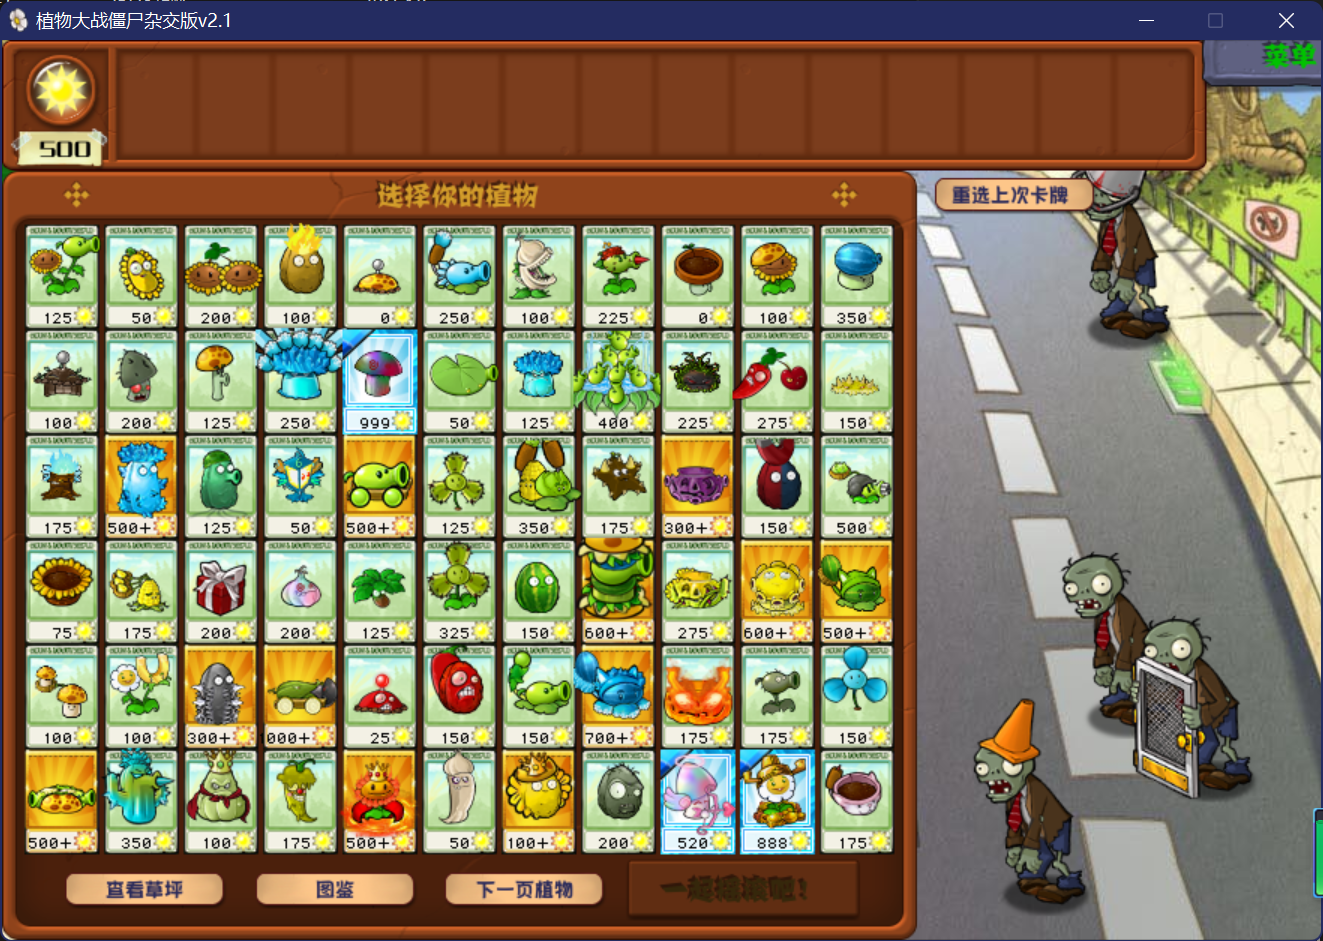 植物大战僵尸杂交版v2.1
菜单
500
选择你的植物
重选上次卡牌
125 50 200 100 0 250 100 225 0 100 350
100 200 125 250 999 50 125 400 225 275 150
175 500+ 125 50 500+ 125 350 175 300+ 150 500
75 175 200 200 125 325 150 600+ 275 600+ 500+
100 100 300+ 1000+ 25 150 150 700+ 175 175 150
500+ 350 100 175 500+ 50 100+ 200 520 888 175
查看草坪
图鉴
下一页植物
一起摇滚吧!